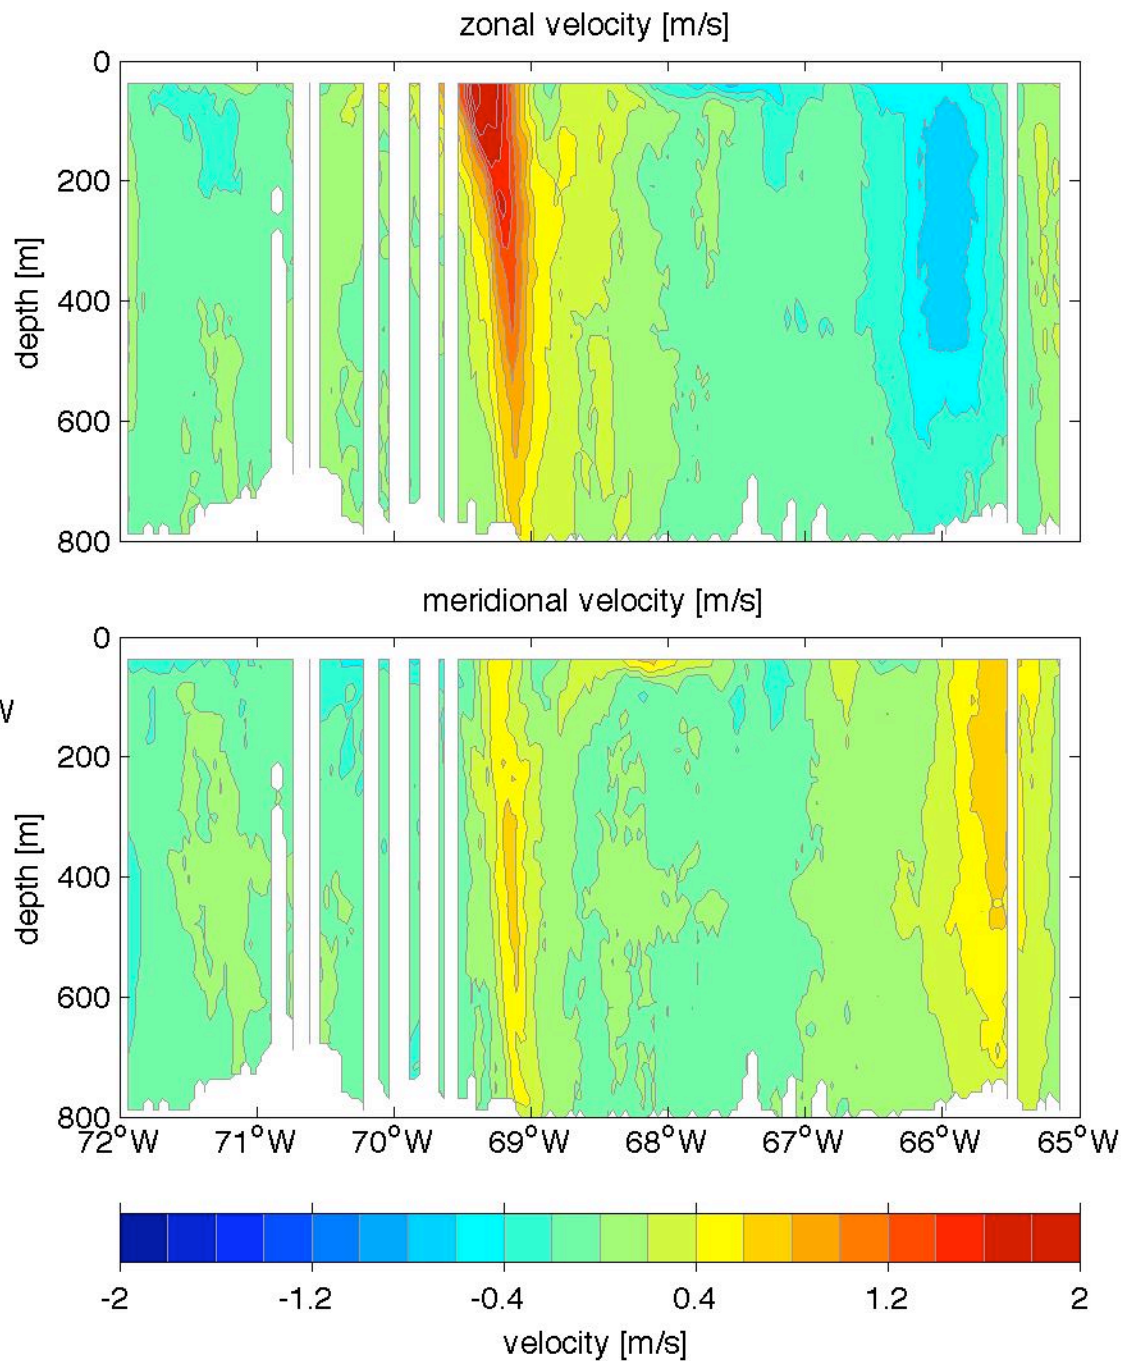 zonal velocity [m/s]
0
200
400
600
800
depth [m]
meridional velocity [m/s]
W
0
200
400
600
800
depth [m]
72°W 71°W 70°W 69°W 68°W 67°W 66°W 65°W
-2 -1.2 -0.4 0.4 1.2 2
velocity [m/s]